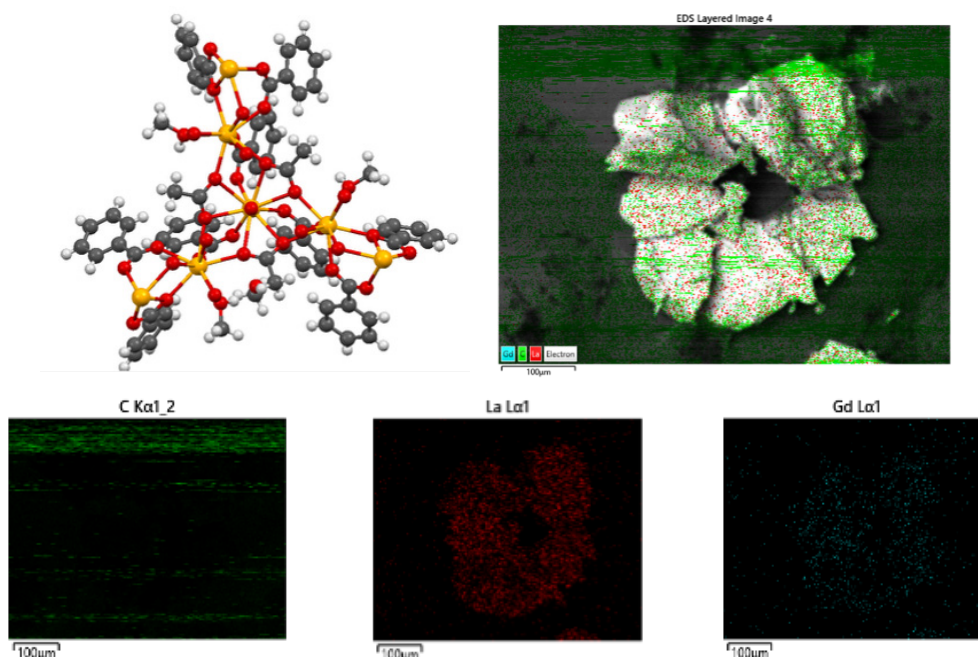 EDS Layered Image 4
Gd C La Electron
100μm
C Kα1_2
La Lα1
Gd Lα1
100μm
100μm
100μm